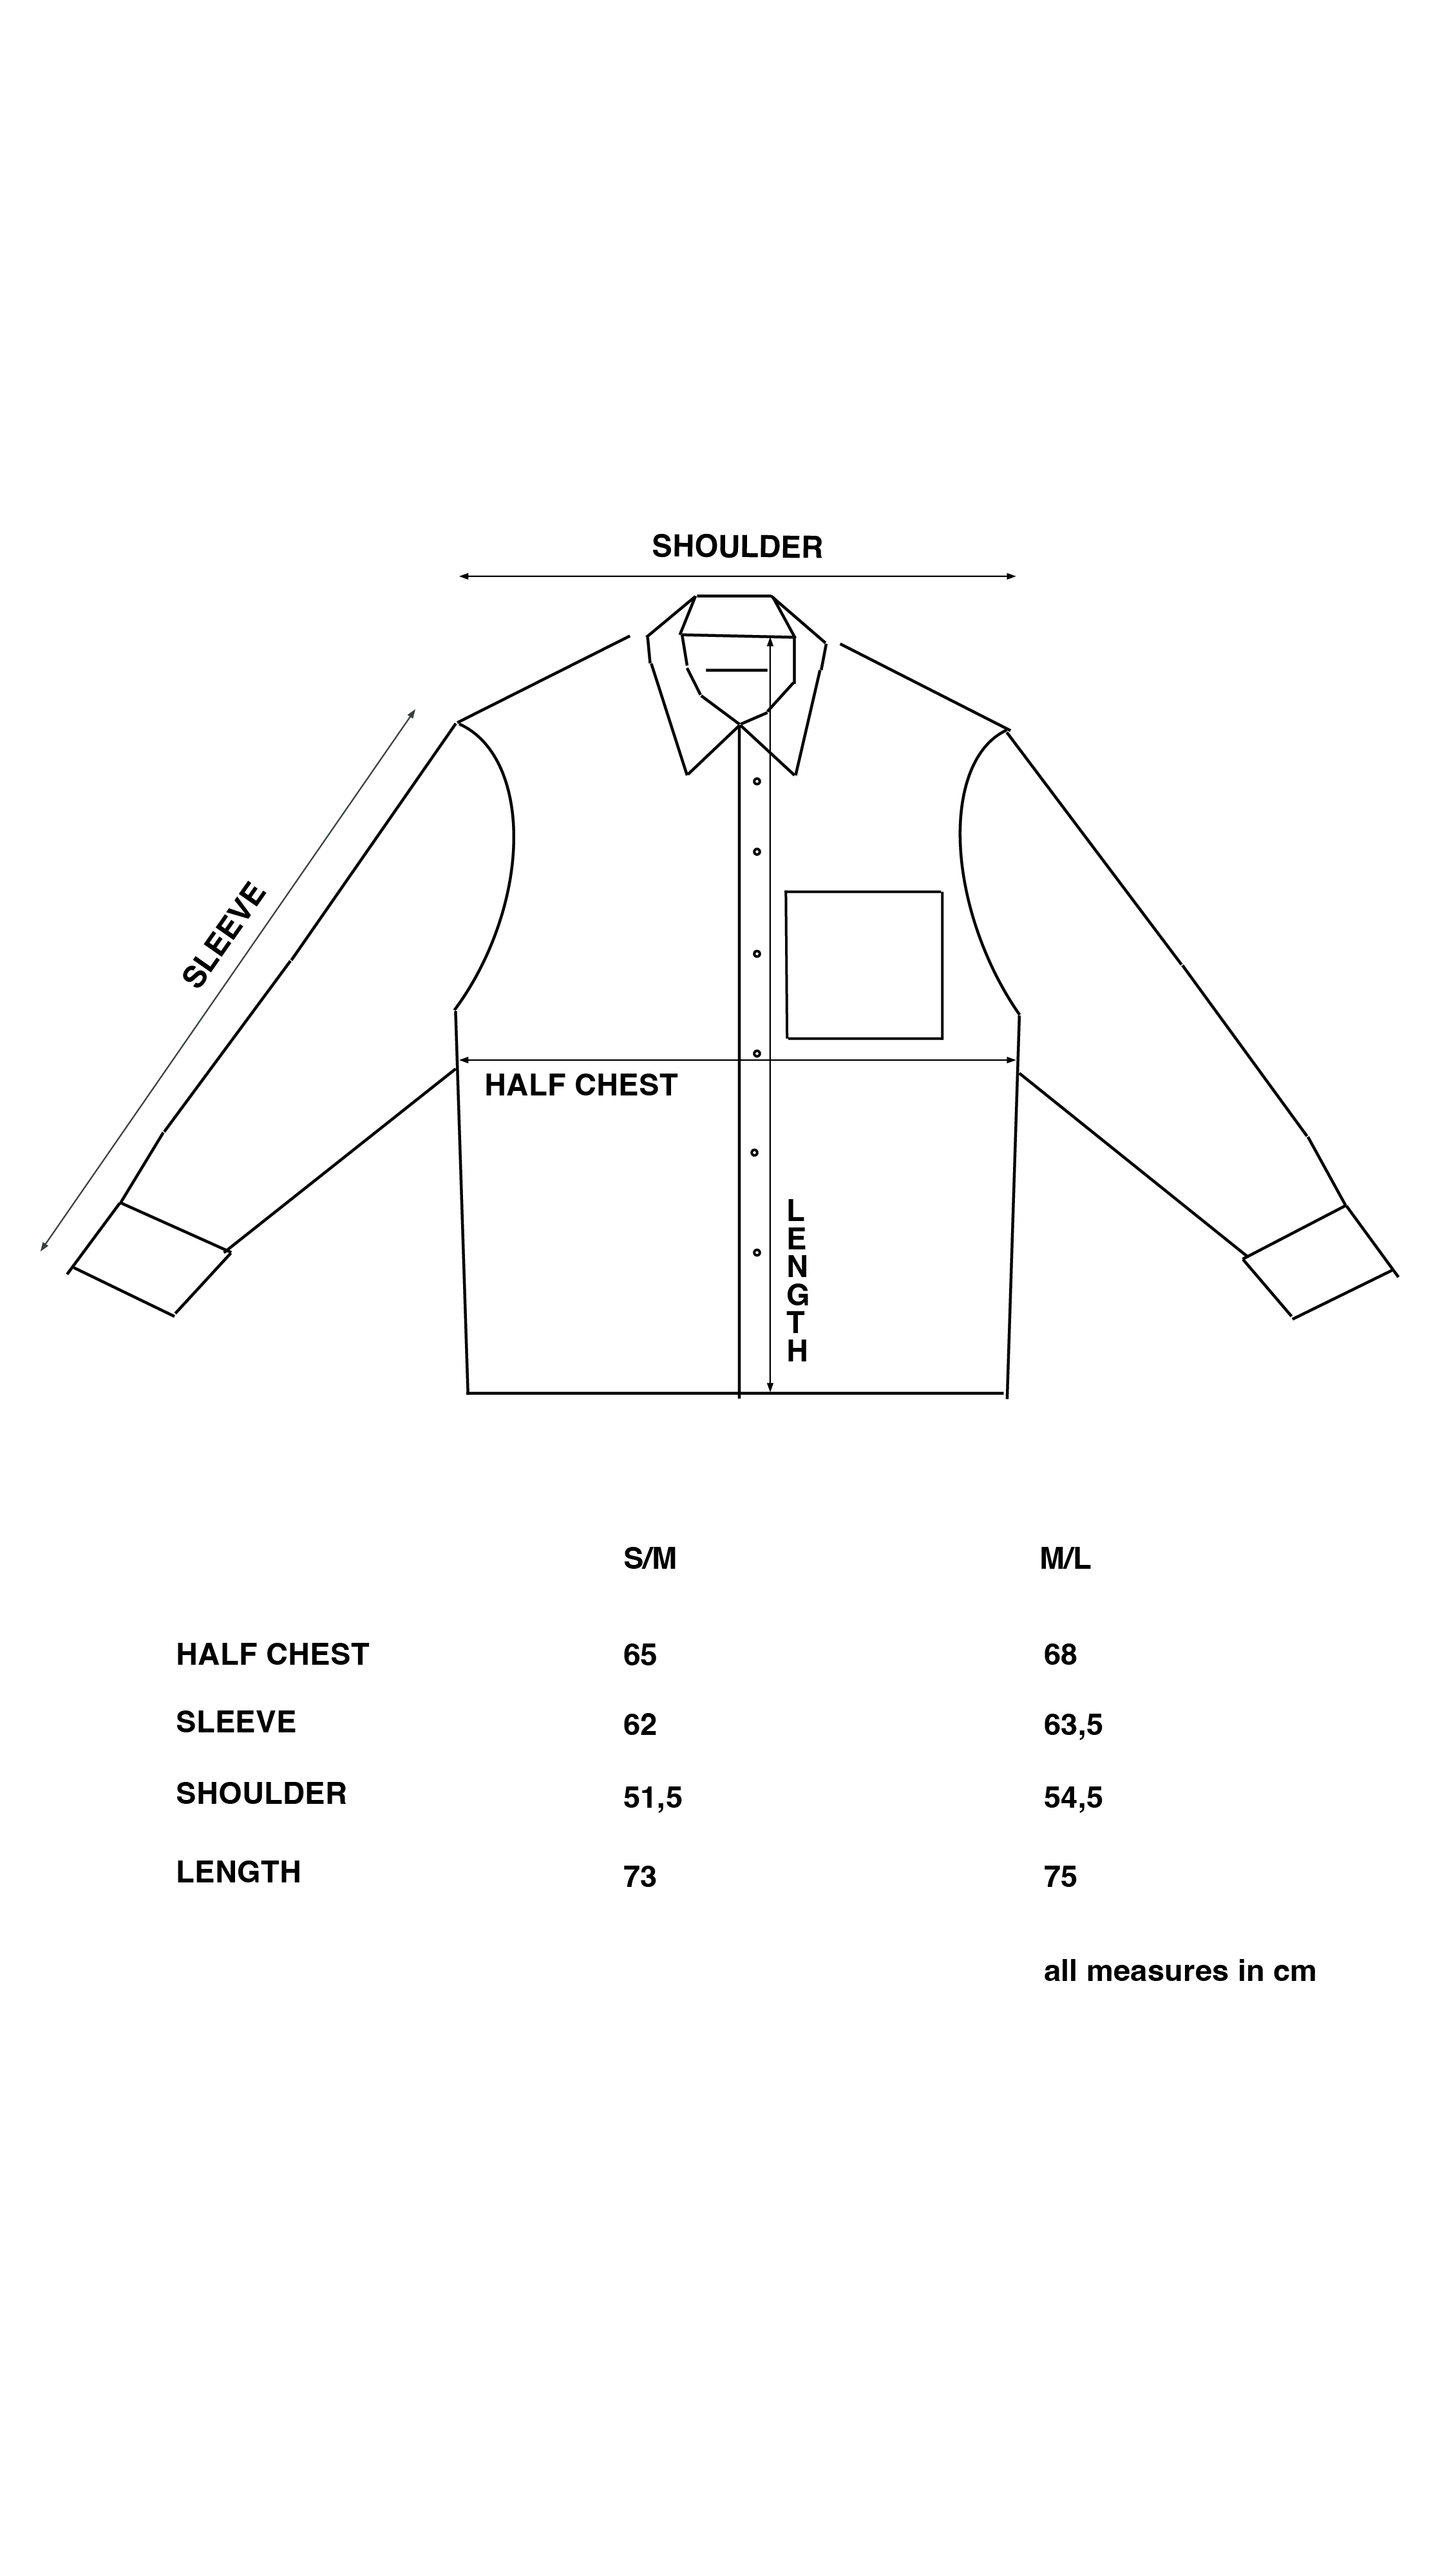 SHOULDER
SLEEVE
HALF CHEST
LENGTH
S/M M/L
HALF CHEST 65 68
SLEEVE 62 63,5
SHOULDER 51,5 54,5
LENGTH 73 75
all measures in cm